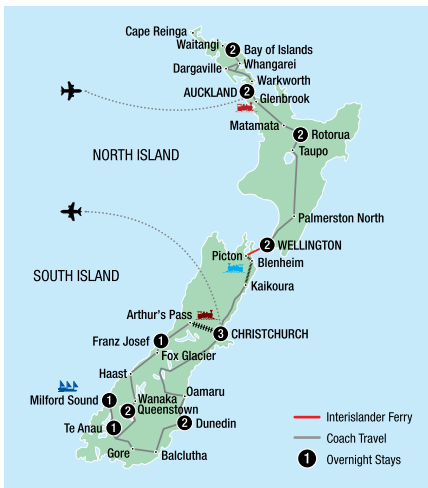 Cape Reinga
Waitangi
2 Bay of Islands
Whangarei
Dargaville
Warkworth
AUCKLAND 2
Glenbrook
Matamata
2 Rotorua
Taupo
NORTH ISLAND
Palmerston North
2 WELLINGTON
Picton
Blenheim
SOUTH ISLAND
Kaikoura
Arthur's Pass
3 CHRISTCHURCH
Franz Josef 1
Fox Glacier
Haast
Oamaru
Milford Sound 1
Wanaka
2 Queenstown
Te Anau 1
2 Dunedin
Gore
Balclutha
Interislander Ferry
Coach Travel
1 Overnight Stays